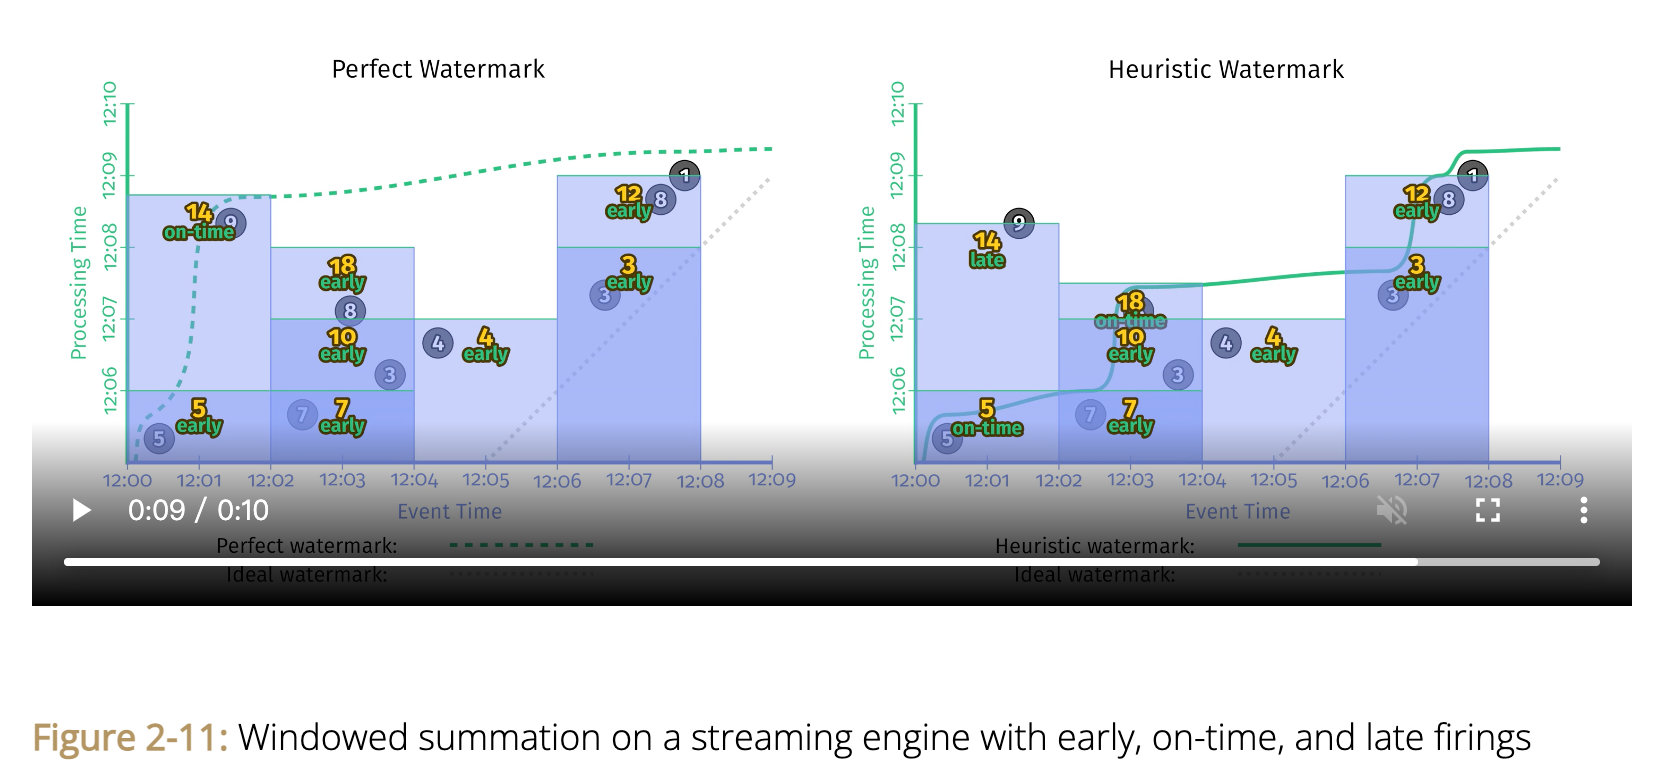 Perfect Watermark
Processing Time
12:10
12:09
12:08
12:07
12:06
14
on-time
9
18
early
8
10
early
3
5
early
5
7
7
early
4
4
early
12
early
1
8
3
early
3
12:00 12:01 12:02 12:03 12:04 12:05 12:06 12:07 12:08 12:09
Event Time
Perfect watermark:
Ideal watermark:
Heuristic Watermark
Processing Time
12:10
12:09
12:08
12:07
12:06
9
14
late
18
on-time
10
early
3
5
on-time
5
7
7
early
4
4
early
12
early
1
8
3
early
3
12:00 12:01 12:02 12:03 12:04 12:05 12:06 12:07 12:08 12:09
Event Time
Heuristic watermark:
Ideal watermark:
0:09 / 0:10
Figure 2-11: Windowed summation on a streaming engine with early, on-time, and late firings